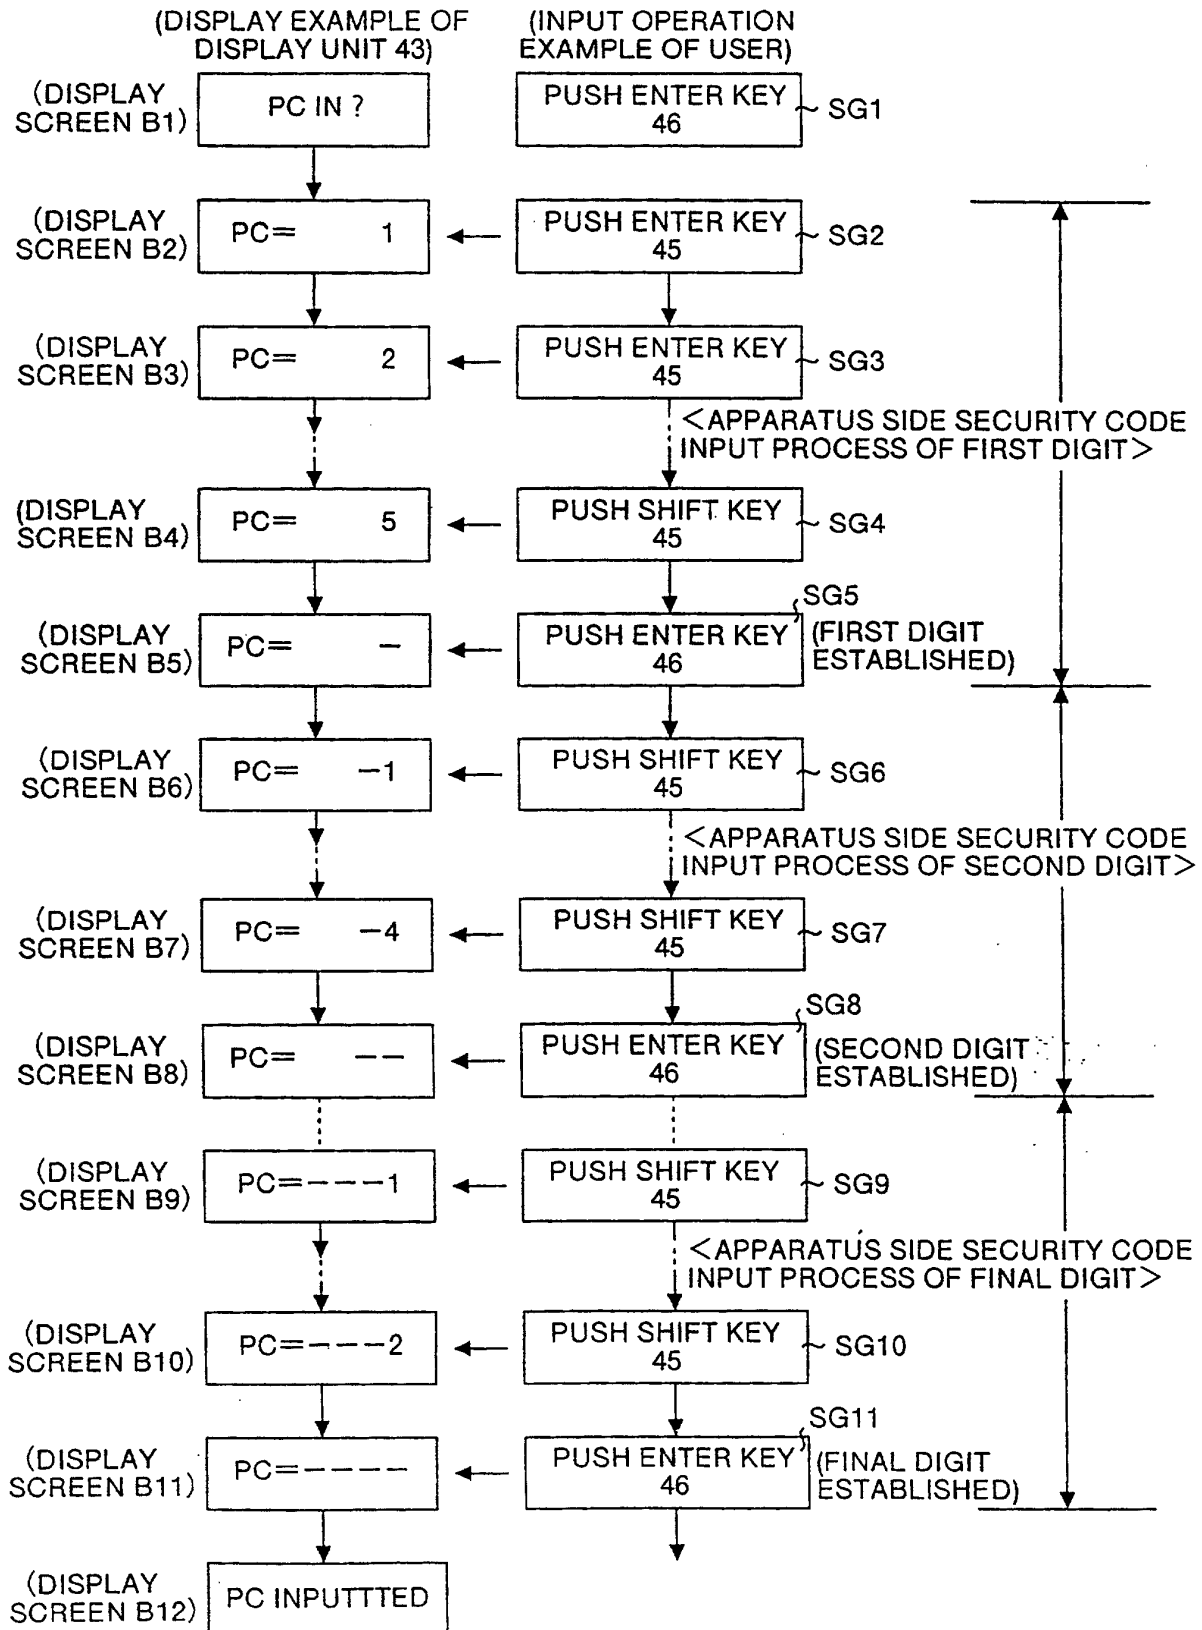 (DISPLAY EXAMPLE OF
DISPLAY UNIT 43)
(INPUT OPERATION
EXAMPLE OF USER)
(DISPLAY
SCREEN B1)
PC IN ?
PUSH ENTER KEY
46
SG1
(DISPLAY
SCREEN B2)
PC= 1
PUSH ENTER KEY
45
SG2
(DISPLAY
SCREEN B3)
PC= 2
PUSH ENTER KEY
45
SG3
<APPARATUS SIDE SECURITY CODE
INPUT PROCESS OF FIRST DIGIT>
(DISPLAY
SCREEN B4)
PC= 5
PUSH SHIFT KEY
45
SG4
(DISPLAY
SCREEN B5)
PC= −
PUSH ENTER KEY
46
SG5
(FIRST DIGIT
ESTABLISHED)
(DISPLAY
SCREEN B6)
PC= −1
PUSH SHIFT KEY
45
SG6
<APPARATUS SIDE SECURITY CODE
INPUT PROCESS OF SECOND DIGIT>
(DISPLAY
SCREEN B7)
PC= −4
PUSH SHIFT KEY
45
SG7
(DISPLAY
SCREEN B8)
PC= −−
PUSH ENTER KEY
46
SG8
(SECOND DIGIT
ESTABLISHED)
(DISPLAY
SCREEN B9)
PC=−−−1
PUSH SHIFT KEY
45
SG9
<APPARATUS SIDE SECURITY CODE
INPUT PROCESS OF FINAL DIGIT>
(DISPLAY
SCREEN B10)
PC=−−−2
PUSH SHIFT KEY
45
SG10
(DISPLAY
SCREEN B11)
PC=−−−−
PUSH ENTER KEY
46
SG11
(FINAL DIGIT
ESTABLISHED)
(DISPLAY
SCREEN B12)
PC INPUTTTED